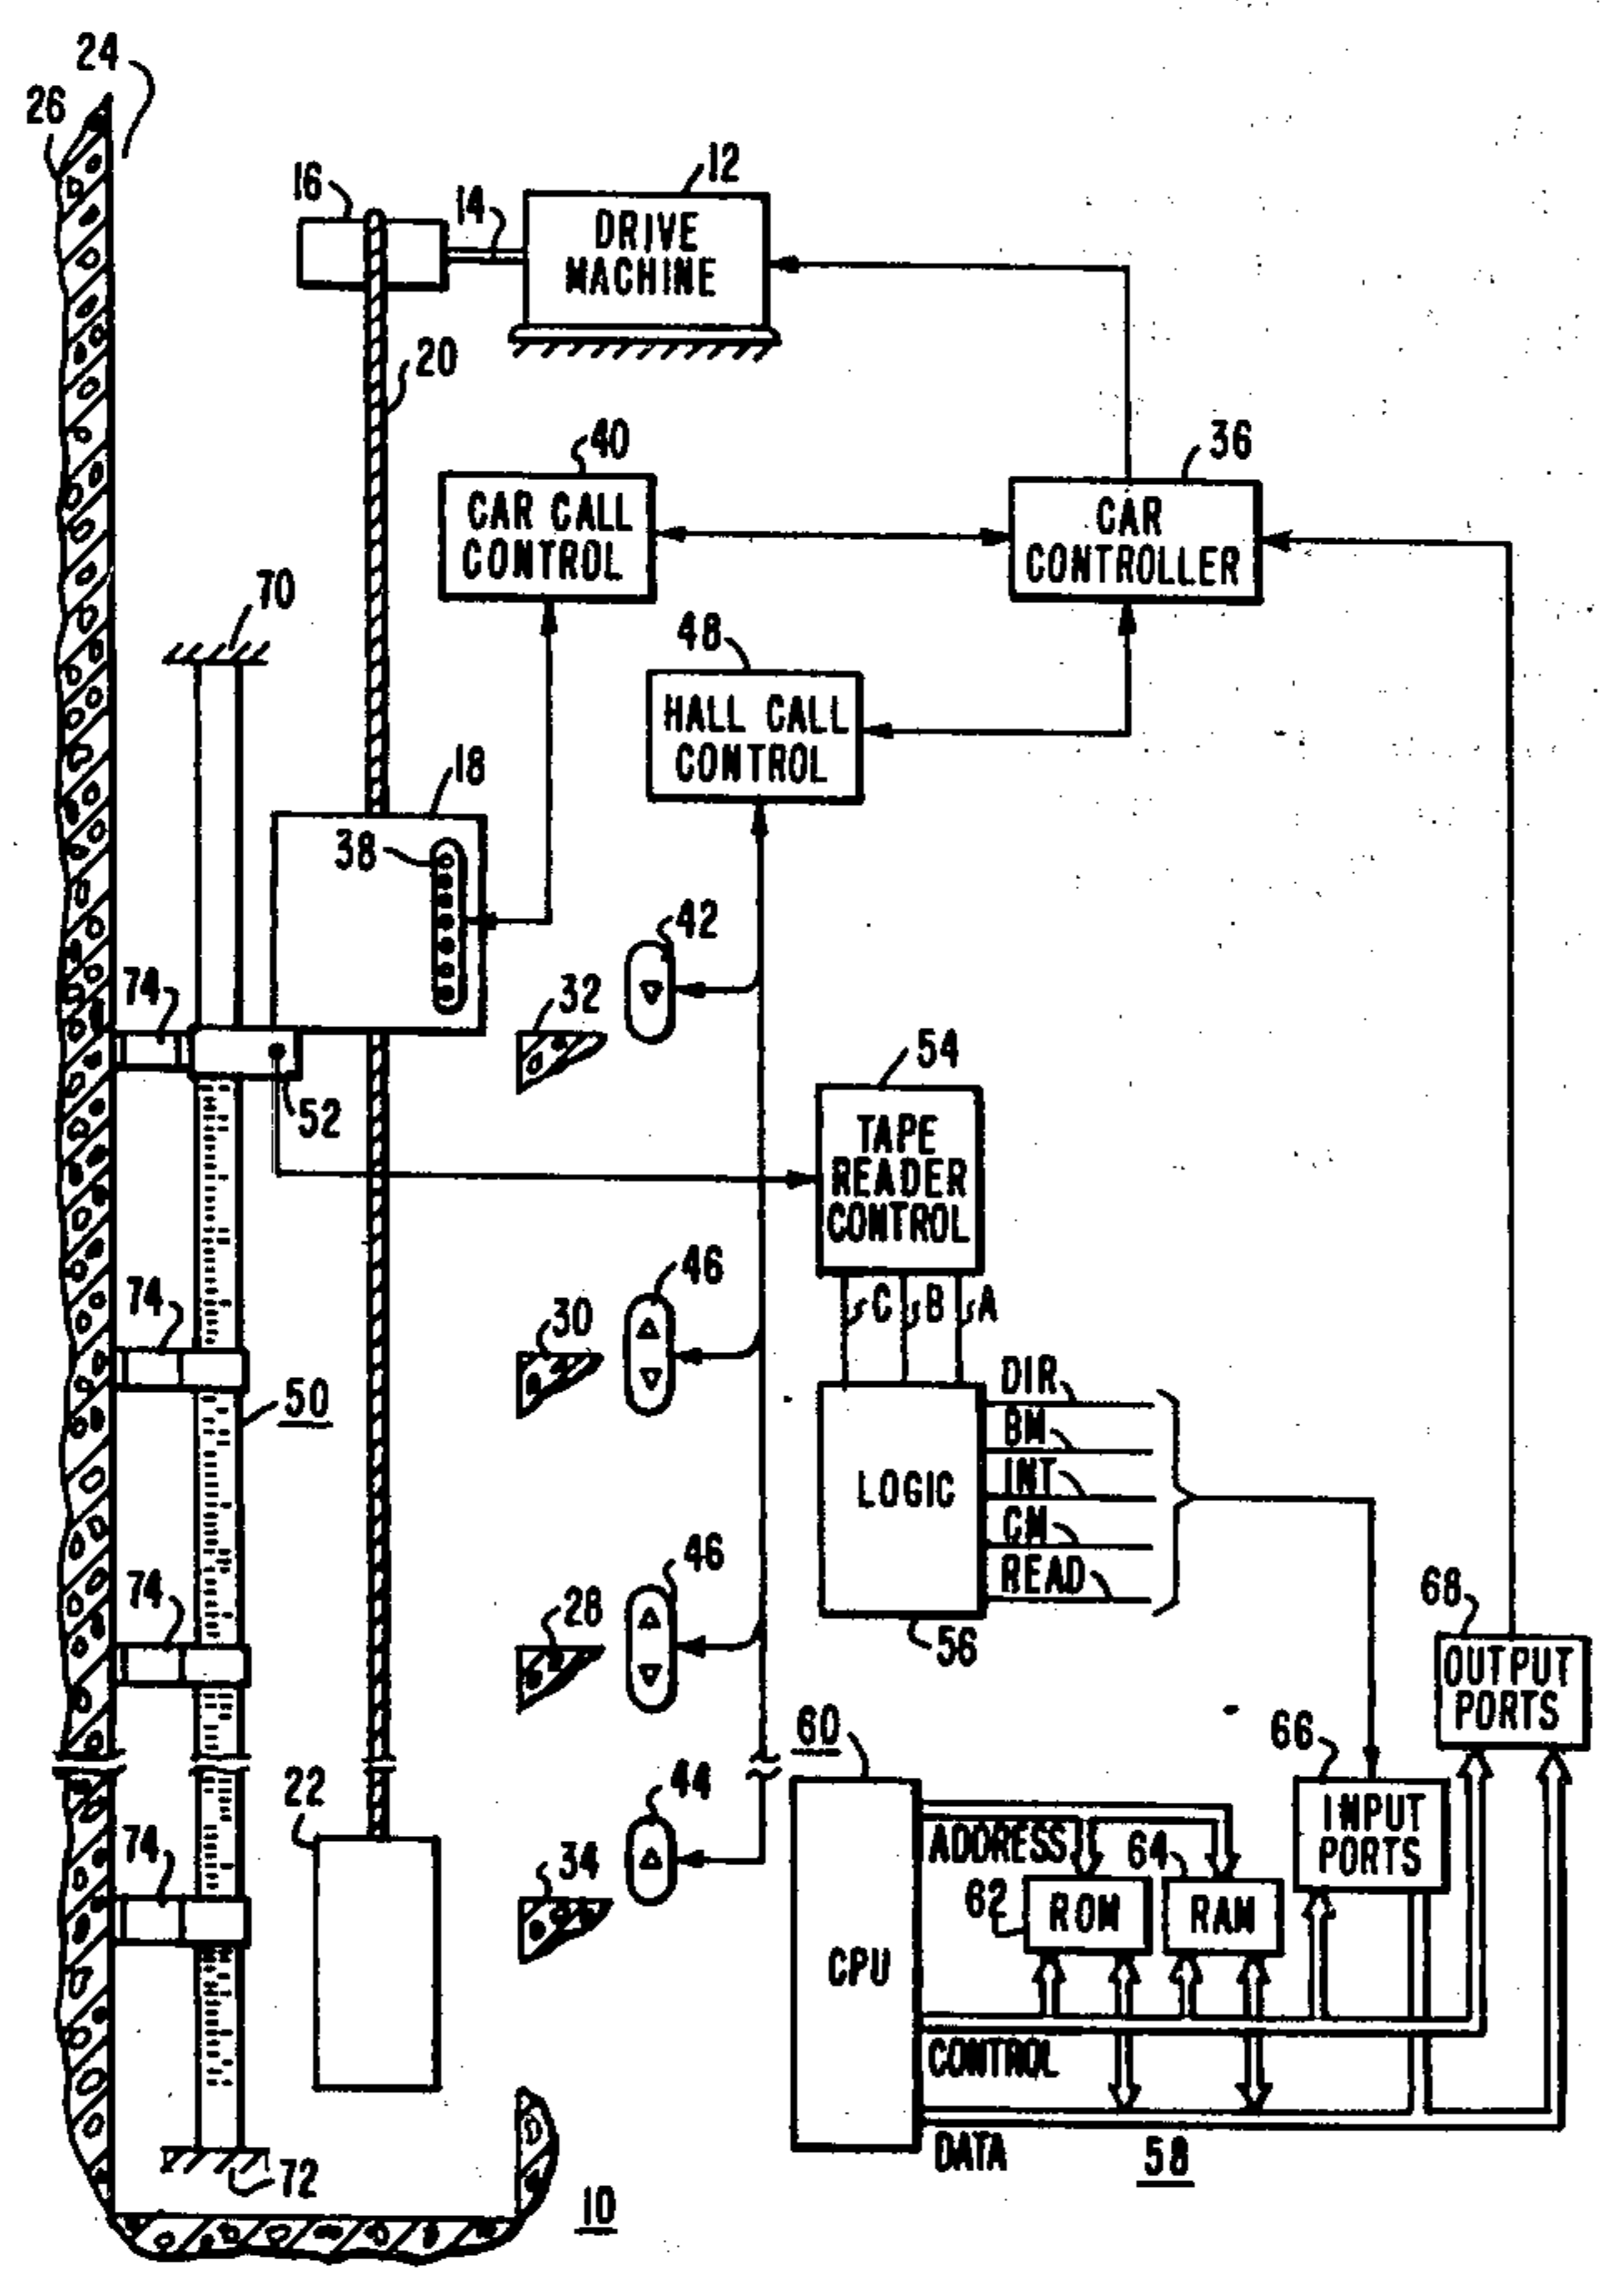 24
26
16
14
12
DRIVE
MACHINE
20
40
CAR CALL
CONTROL
36
CAR
CONTROLLER
70
48
HALL CALL
CONTROL
18
38
42
74
32
52
54
TAPE
READER
CONTROL
46
C
B
A
74
30
50
DIR
BM
INT
CM
READ
LOGIC
46
74
28
56
68
OUTPUT
PORTS
60
66
INPUT
PORTS
22
44
74
34
ADDRESS
64
62
ROM
RAM
CPU
CONTROL
DATA
58
72
10